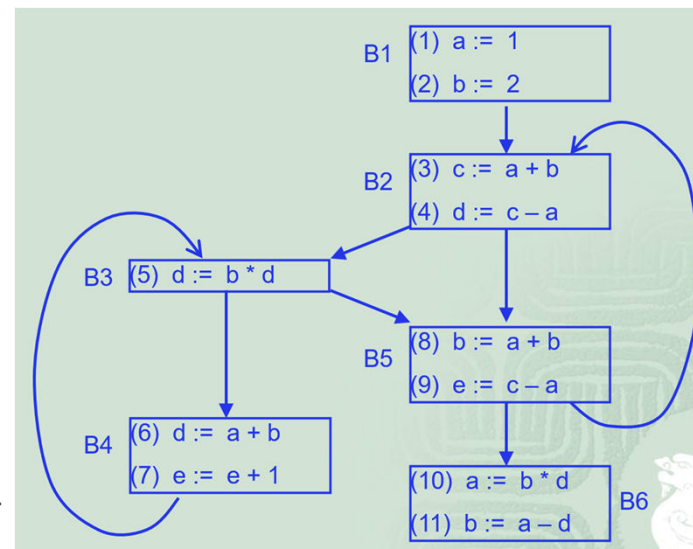 B1
(1) a := 1
(2) b := 2
B2
(3) c := a + b
(4) d := c – a
B3
(5) d := b * d
B4
(6) d := a + b
(7) e := e + 1
B5
(8) b := a + b
(9) e := c – a
B6
(10) a := b * d
(11) b := a – d